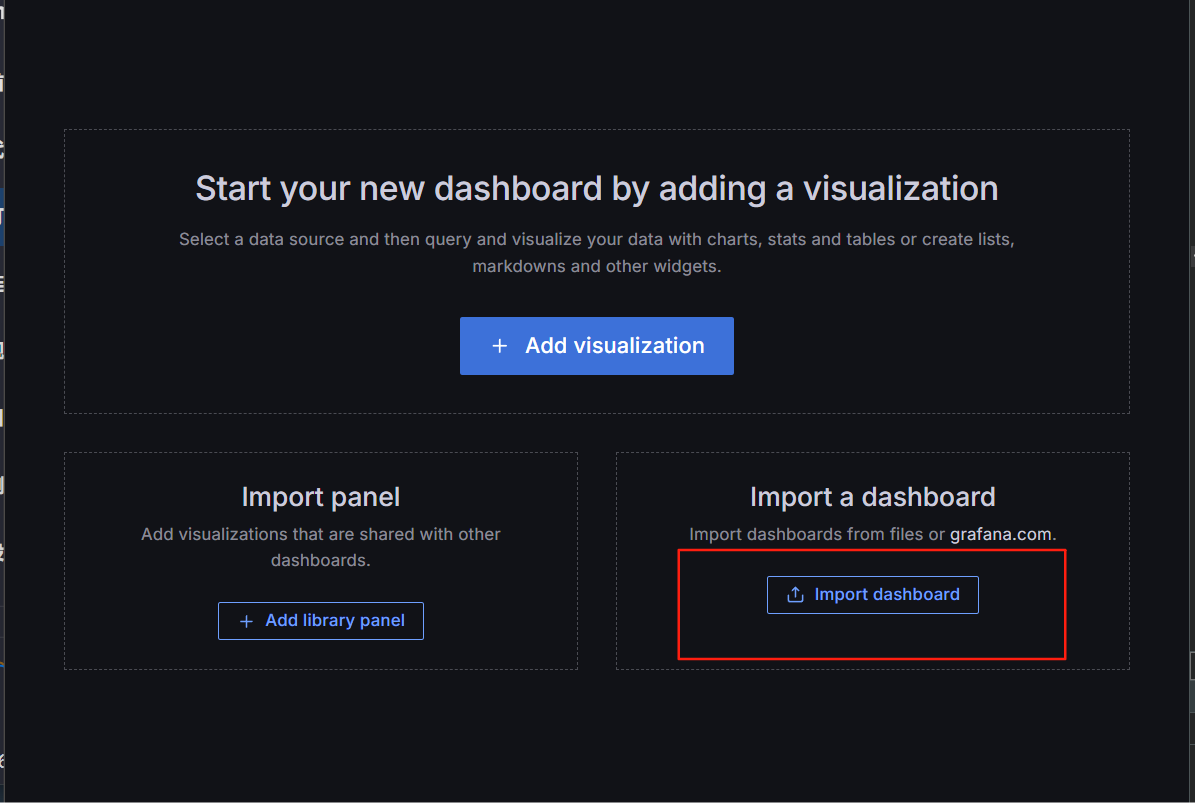 Start your new dashboard by adding a visualization
Select a data source and then query and visualize your data with charts, stats and tables or create lists,
markdowns and other widgets.
+ Add visualization
Import panel
Add visualizations that are shared with other
dashboards.
+ Add library panel
Import a dashboard
Import dashboards from files or grafana.com.
Import dashboard